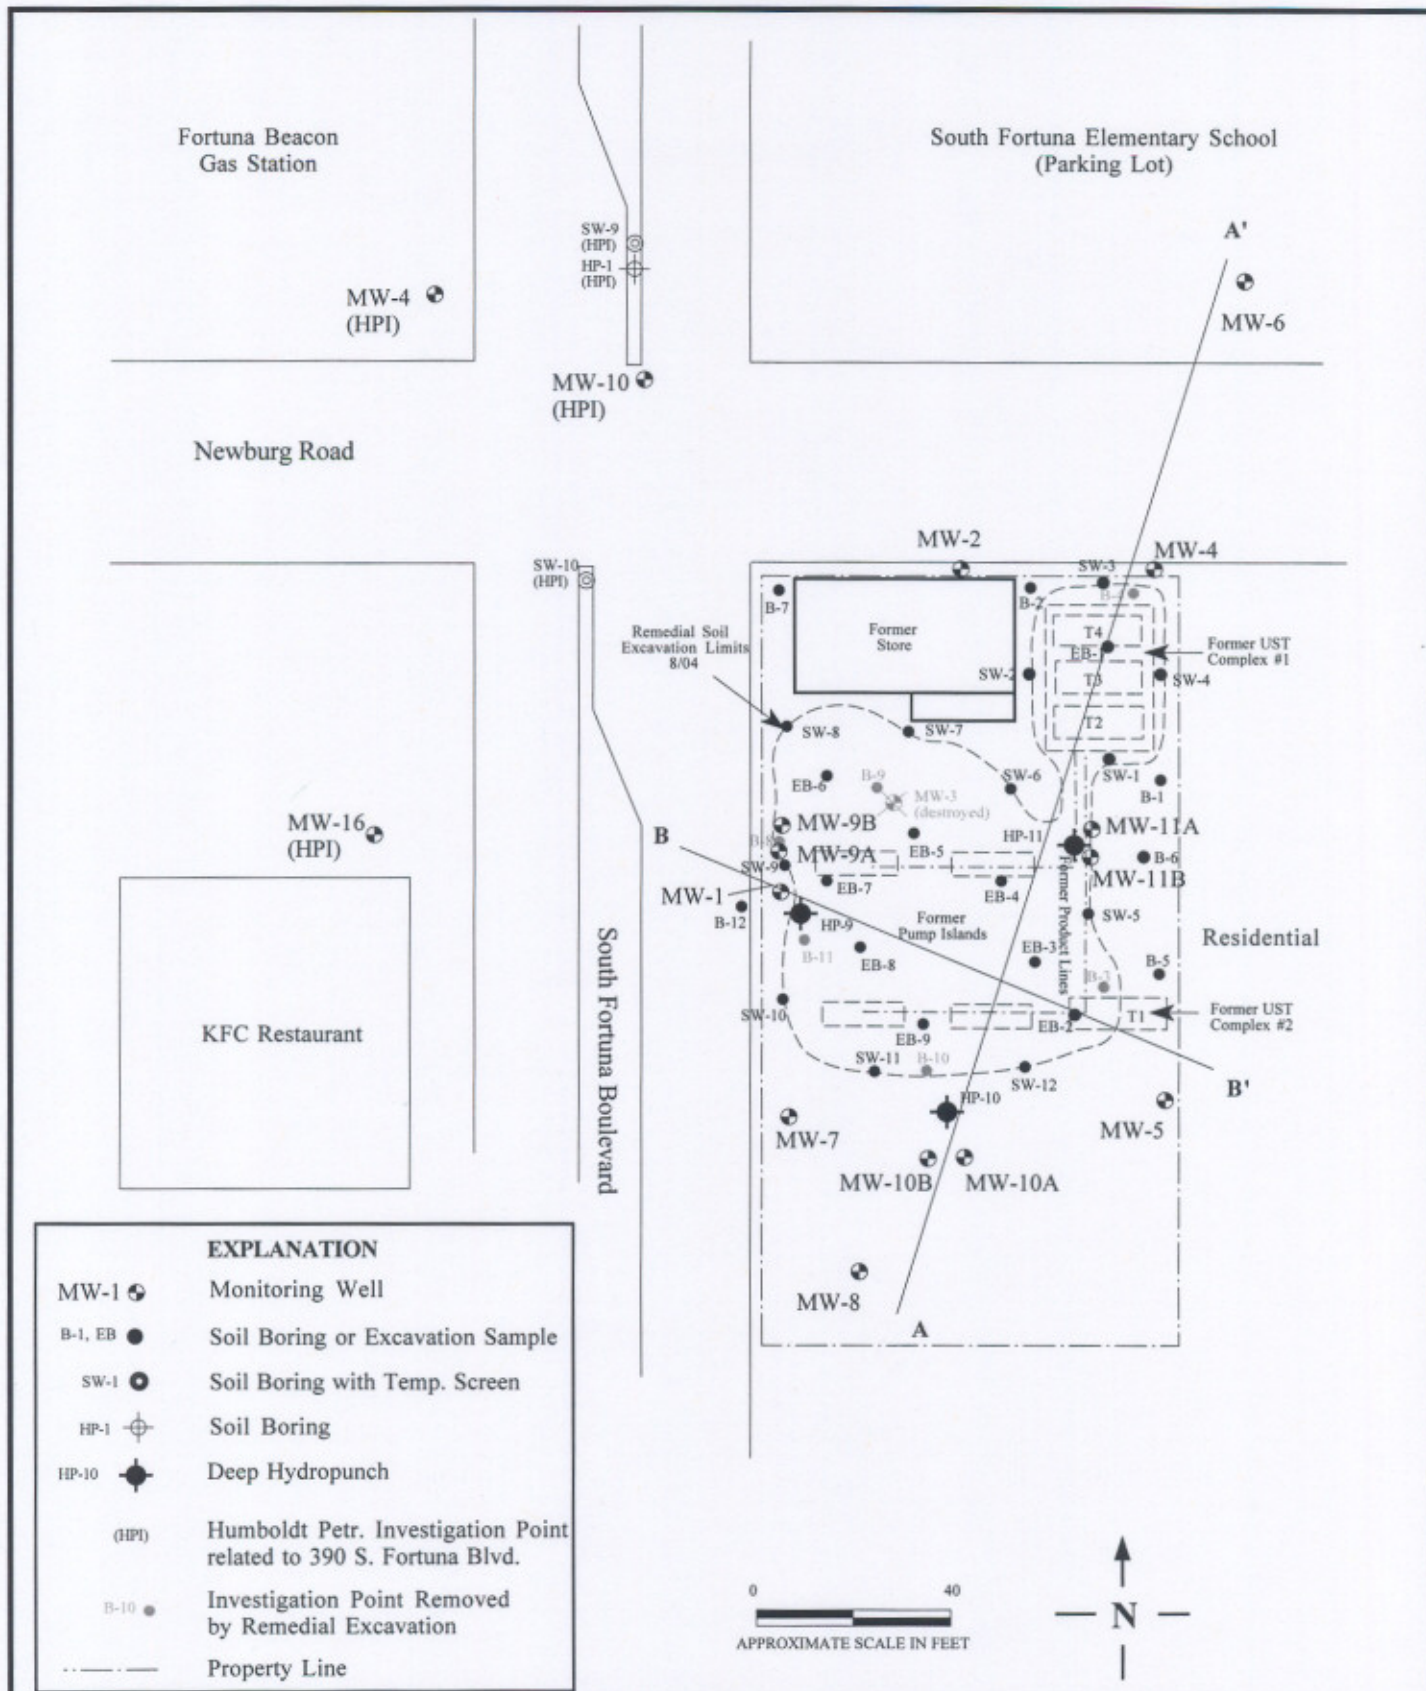 Fortuna Beacon
Gas Station
South Fortuna Elementary School
(Parking Lot)
SW-9
(HPI)
HP-1
(HPI)
A'
MW-4
(HPI)
MW-6
MW-10
(HPI)
Newburg Road
MW-2
MW-4
SW-10
(HPI)
SW-3
B-7
B-2
Remedial Soil
Excavation Limits
8/04
Former
Store
T4
EB-
Former UST
Complex #1
SW-2
T3
SW-4
T2
SW-8
SW-7
SW-1
EB-6
B-9
SW-6
B-1
MW-3
(destroyed)
MW-16
(HPI)
B
MW-9B
HP-11
MW-11A
B-8
EB-5
MW-9A
B-6
SW-9
MW-11B
EB-7
EB-4
MW-1
B-12
HP-9
Former
Pump Islands
SW-5
Former Product Lines
Residential
B-11
EB-8
EB-3
B-5
B-3
South Fortuna Boulevard
KFC Restaurant
SW-10
EB-9
EB-2
T1
Former UST
Complex #2
SW-11
B-10
SW-12
B'
HP-10
MW-7
MW-5
MW-10B
MW-10A
MW-8
A
EXPLANATION
MW-1 Monitoring Well
B-1, EB Soil Boring or Excavation Sample
SW-1 Soil Boring with Temp. Screen
HP-1 Soil Boring
HP-10 Deep Hydropunch
(HPI) Humboldt Petr. Investigation Point
related to 390 S. Fortuna Blvd.
B-10 Investigation Point Removed
by Remedial Excavation
Property Line
0 40
APPROXIMATE SCALE IN FEET
N